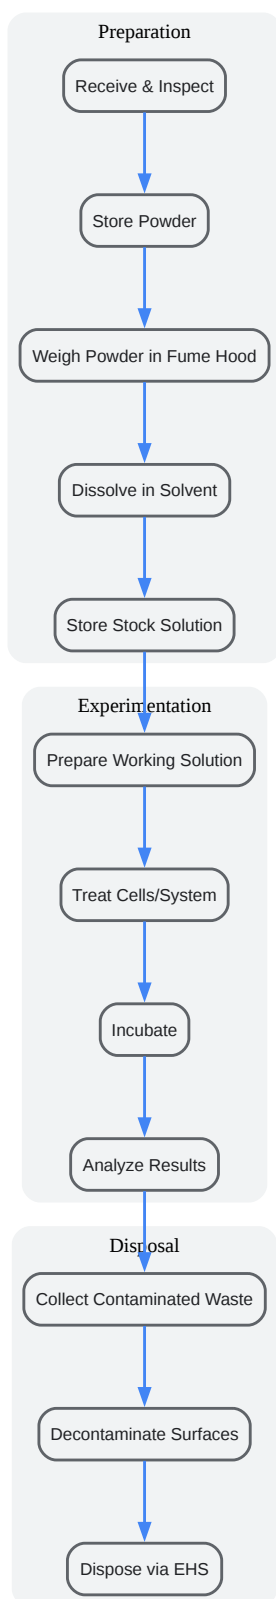 Preparation
Receive & Inspect
Store Powder
Weigh Powder in Fume Hood
Dissolve in Solvent
Store Stock Solution
Experimentation
Prepare Working Solution
Treat Cells/System
Incubate
Analyze Results
Disposal
Collect Contaminated Waste
Decontaminate Surfaces
Dispose via EHS